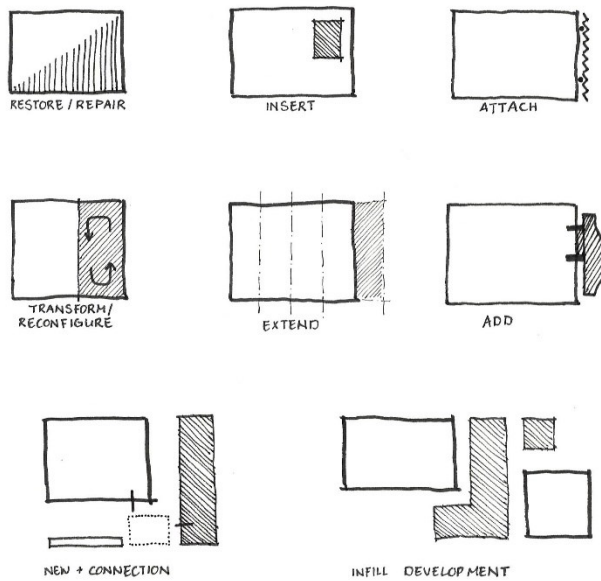 RESTORE / REPAIR
INSERT
ATTACH
TRANSFORM/
RECONFIGURE
EXTEND
ADD
NEW + CONNECTION
INFILL DEVELOPMENT